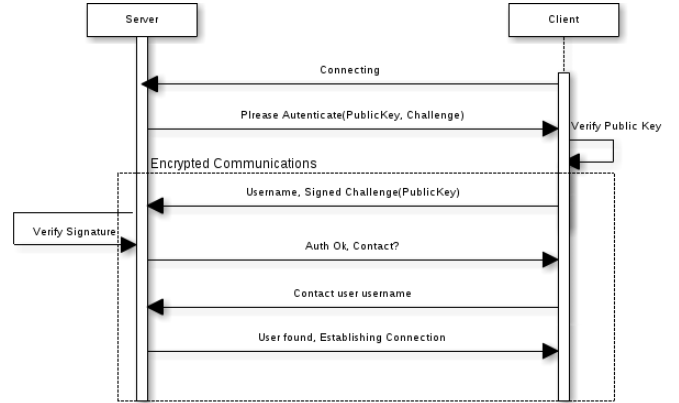 Server
Client
Connecting
Plrease Autenticate(PublicKey, Challenge)
Verify Public Key
Encrypted Communications
Username, Signed Challenge(PublicKey)
Verify Signature
Auth Ok, Contact?
Contact user username
User found, Establishing Connection